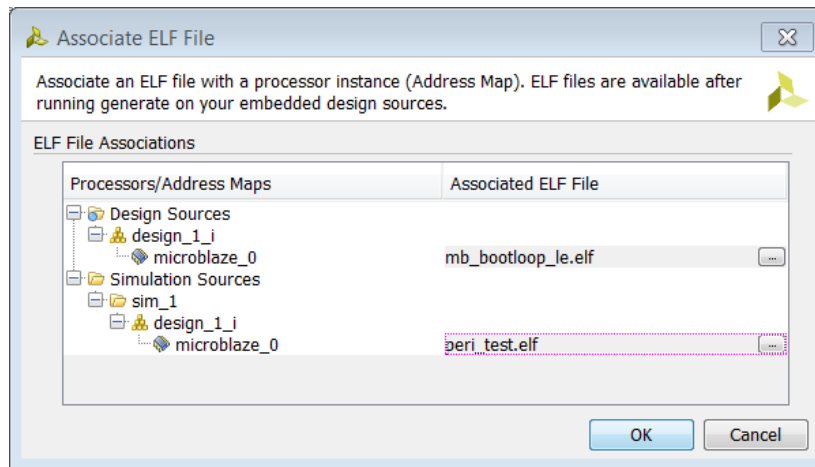 Associate ELF File
Associate an ELF file with a processor instance (Address Map). ELF files are available after
running generate on your embedded design sources.
ELF File Associations
Processors/Address Maps Associated ELF File
Design Sources
design_1_i
microblaze_0 mb_bootloop_le.elf ...
Simulation Sources
sim_1
design_1_i
microblaze_0 peri_test.elf ...
OK Cancel